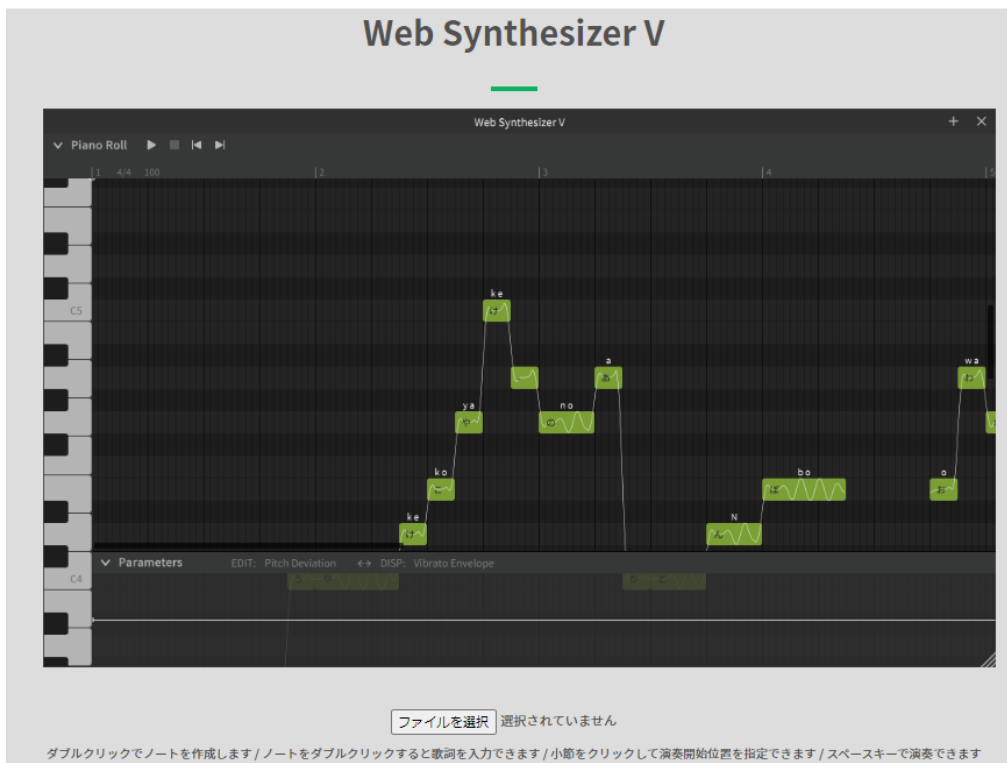 Web Synthesizer V
Web Synthesizer V
Piano Roll
1 4/4 100 2 3 4 5
ke
け
C5
a
あ
wa
わ
ー
ya
や
no
の
ko
こ
bo
ぼ
o
お
ke
け
N
ん
Parameters EDIT: Pitch Deviation DISP: Vibrato Envelope
C4
ファイルを選択 選択されていません
ダブルクリックでノートを作成します / ノートをダブルクリックすると歌詞を入力できます / 小節をクリックして演奏開始位置を指定できます / スペースキーで演奏できます